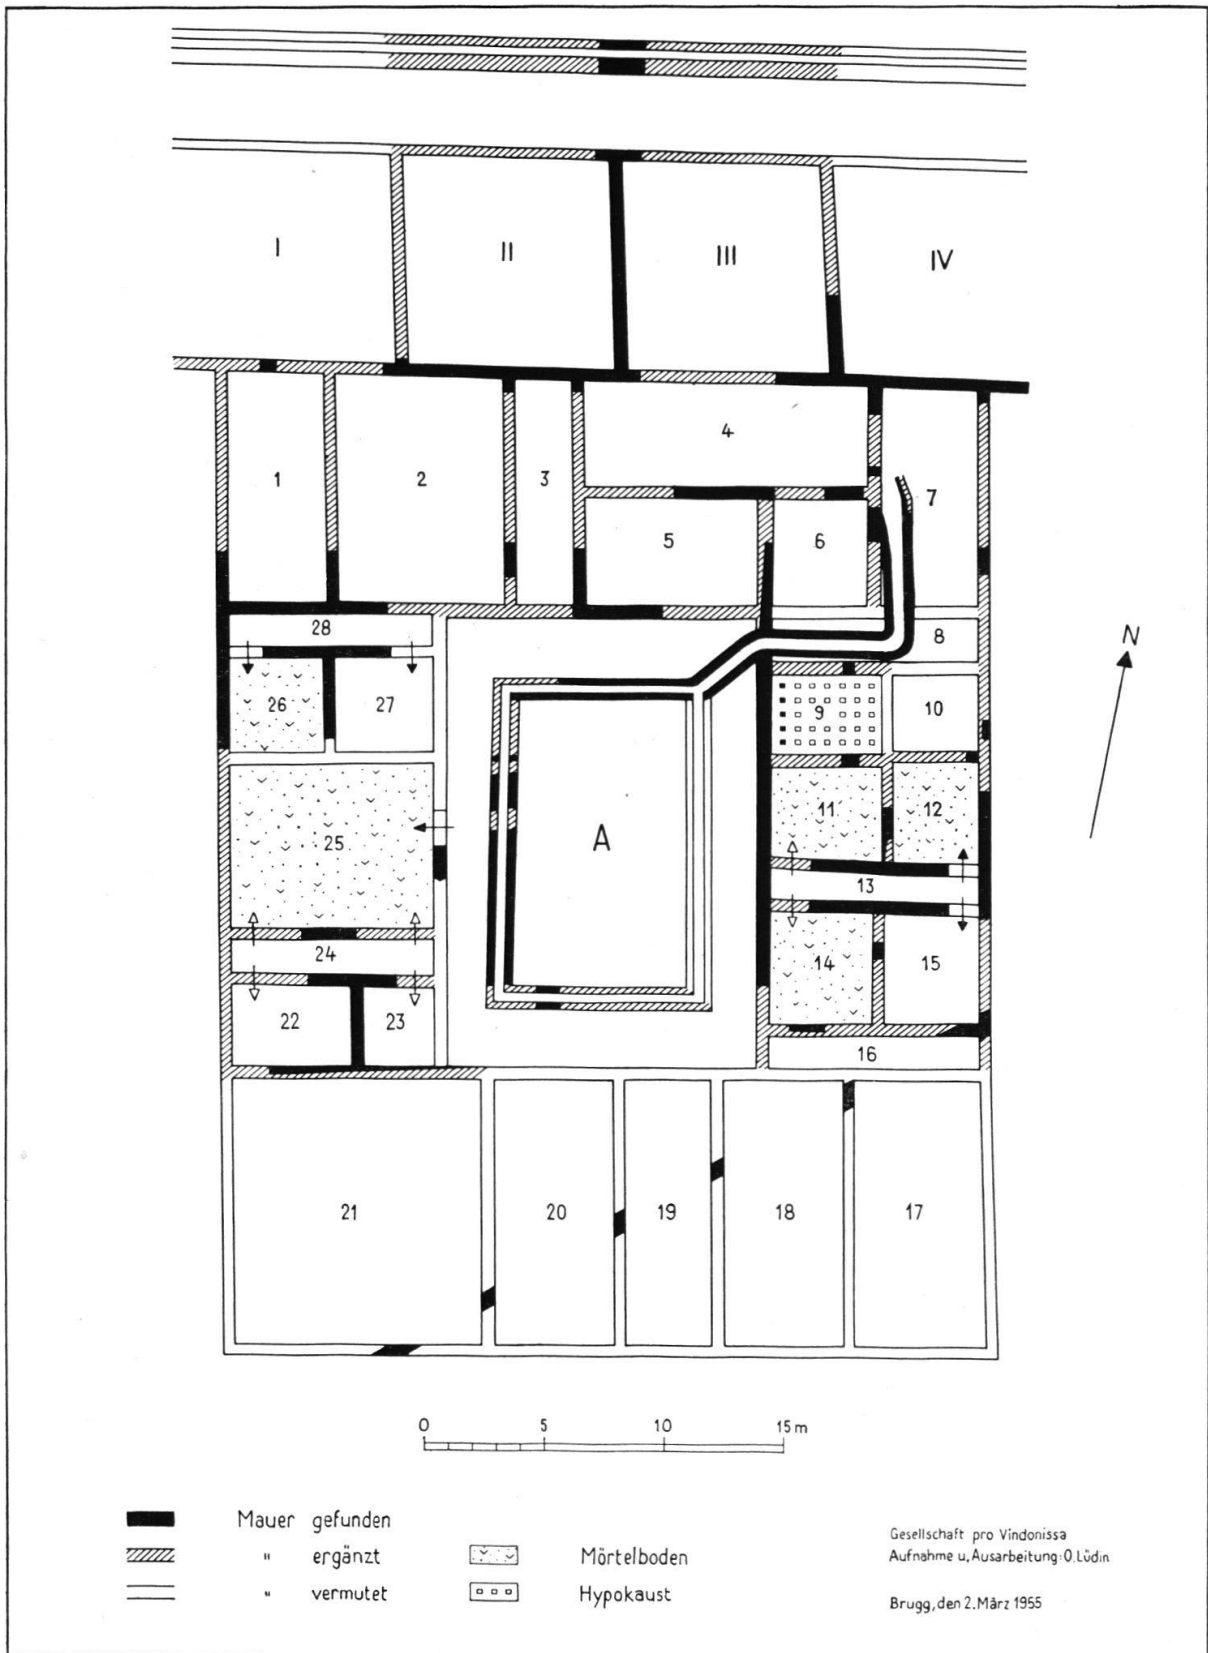 I II III IV
1 2 3 4 5 6 7
28 8
26 27 9 10
25 A 11 12
24 13
22 23 14 15
16
21 20 19 18 17
N
0 5 10 15 m
Mauer gefunden
" ergänzt
" vermutet
Mörtelboden
Hypokaust
Gesellschaft pro Vindonissa
Aufnahme u. Ausarbeitung: O. Lüdin
Brugg, den 2. März 1955